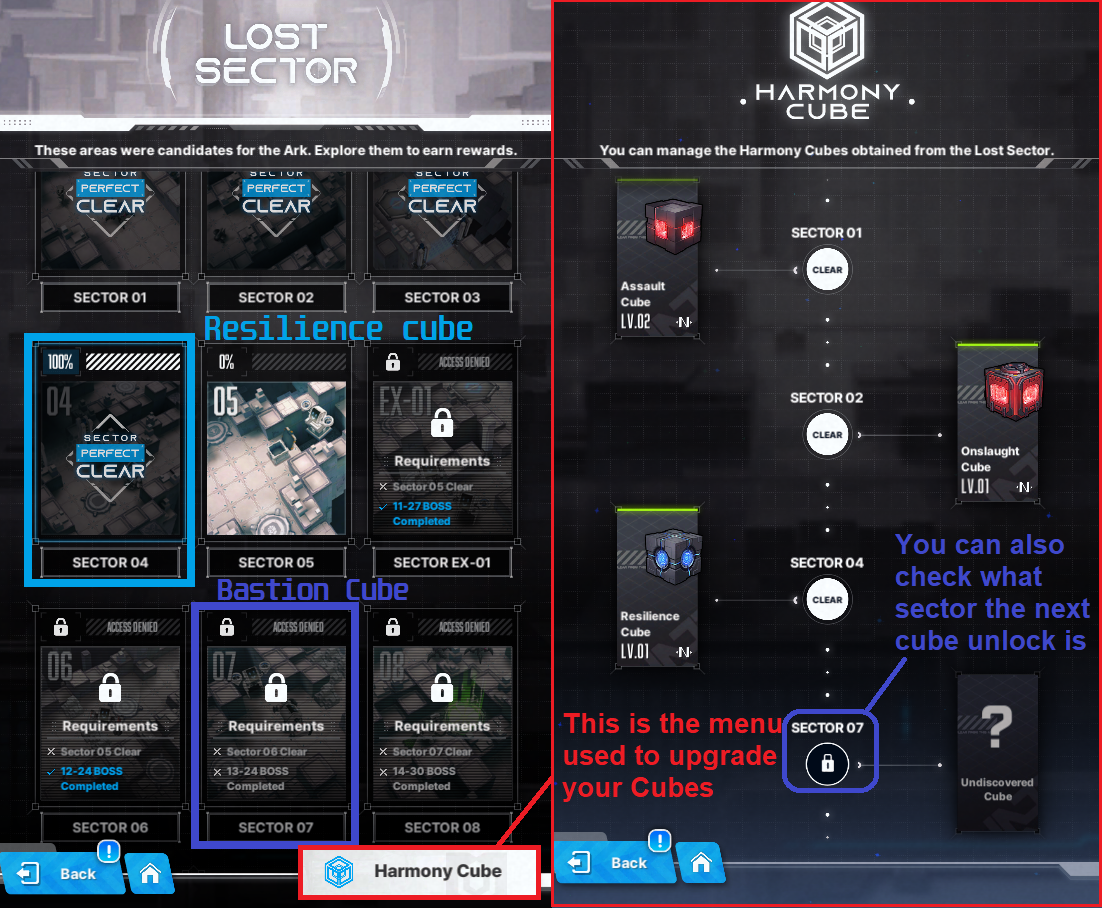 LOST
SECTOR
These areas were candidates for the Ark. Explore them to earn rewards.
SECTOR
PERFECT
CLEAR
SECTOR
PERFECT
CLEAR
SECTOR
PERFECT
CLEAR
SECTOR 01
SECTOR 02
SECTOR 03
Resilience cube
100%
04
SECTOR
PERFECT
CLEAR
SECTOR 04
0%
05
SECTOR 05
ACCESS DENIED
EX-01
Requirements
Sector 05 Clear
11-27 BOSS
Completed
SECTOR EX-01
Bastion Cube
ACCESS DENIED
06
Requirements
Sector 05 Clear
12-24 BOSS
Completed
SECTOR 06
ACCESS DENIED
07
Requirements
Sector 06 Clear
13-24 BOSS
Completed
SECTOR 07
ACCESS DENIED
08
Requirements
Sector 07 Clear
14-30 BOSS
Completed
SECTOR 08
!
Back
Harmony Cube
HARMONY
CUBE
You can manage the Harmony Cubes obtained from the Lost Sector.
Assault
Cube
LV.02
N
SECTOR 01
CLEAR
SECTOR 02
CLEAR
Onslaught
Cube
LV.01
N
Resilience
Cube
LV.01
N
SECTOR 04
CLEAR
You can also
check what
sector the next
cube unlock is
This is the menu
used to upgrade
your Cubes
SECTOR 07
?
Undiscovered
Cube
!
Back